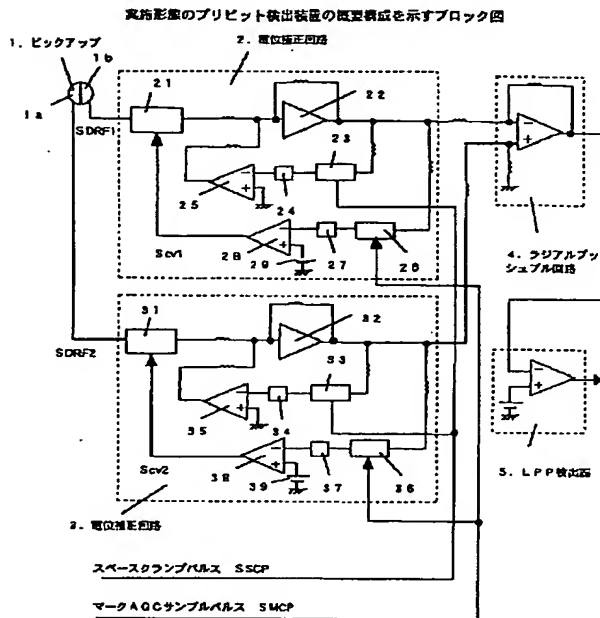 実施形態のプリピット検出装置の概要構成を示すブロック図
1. ピックアップ
1b
1a
2. 電位補正回路
21
22
SDRF1
23
25
24
Scv1
28
29
27
26
4. ラジアルプッ
シュプル回路
31
32
SDRF2
33
35
34
Scv2
38
39
37
36
5. LPP検出器
3. 電位補正回路
スペースクランプパルス SSCP
マークAGCサンプルパルス SMCP